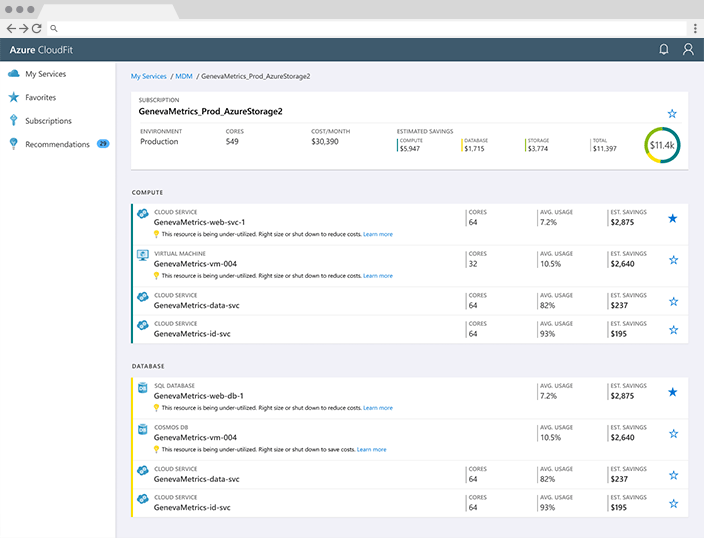 Azure CloudFit
My Services
Favorites
Subscriptions
Recommendations 29
My Services / MDM / GenevaMetrics_Prod_AzureStorage2
SUBSCRIPTION
GenevaMetrics_Prod_AzureStorage2
ENVIRONMENT CORES COST/MONTH ESTIMATED SAVINGS
Production 549 $30,390
COMPUTE DATABASE STORAGE TOTAL
$5,947 $1,715 $3,774 $11,397
$11.4k
COMPUTE
CLOUD SERVICE CORES AVG. USAGE EST. SAVINGS
GenevaMetrics-web-svc-1 64 7.2% $2,875
This resource is being under-utilized. Right size or shut down to reduce costs. Learn more
VIRTUAL MACHINE CORES AVG. USAGE EST. SAVINGS
GenevaMetrics-vm-004 32 10.5% $2,640
This resource is being under-utilized. Right size or shut down to reduce costs. Learn more
CLOUD SERVICE CORES AVG. USAGE EST. SAVINGS
GenevaMetrics-data-svc 64 82% $237
CLOUD SERVICE CORES AVG. USAGE EST. SAVINGS
GenevaMetrics-id-svc 64 93% $195
DATABASE
SQL DATABASE AVG. USAGE EST. SAVINGS
DB GenevaMetrics-web-db-1 7.2% $2,875
This resource is being under-utilized. Right size or shut down to reduce costs. Learn more
COSMOS DB AVG. USAGE EST. SAVINGS
DB GenevaMetrics-vm-004 10.5% $2,640
This resource is being under-utilized. Right size or shut down to save costs. Learn more
CLOUD SERVICE CORES AVG. USAGE EST. SAVINGS
GenevaMetrics-data-svc 64 82% $237
CLOUD SERVICE CORES AVG. USAGE EST. SAVINGS
GenevaMetrics-id-svc 64 93% $195